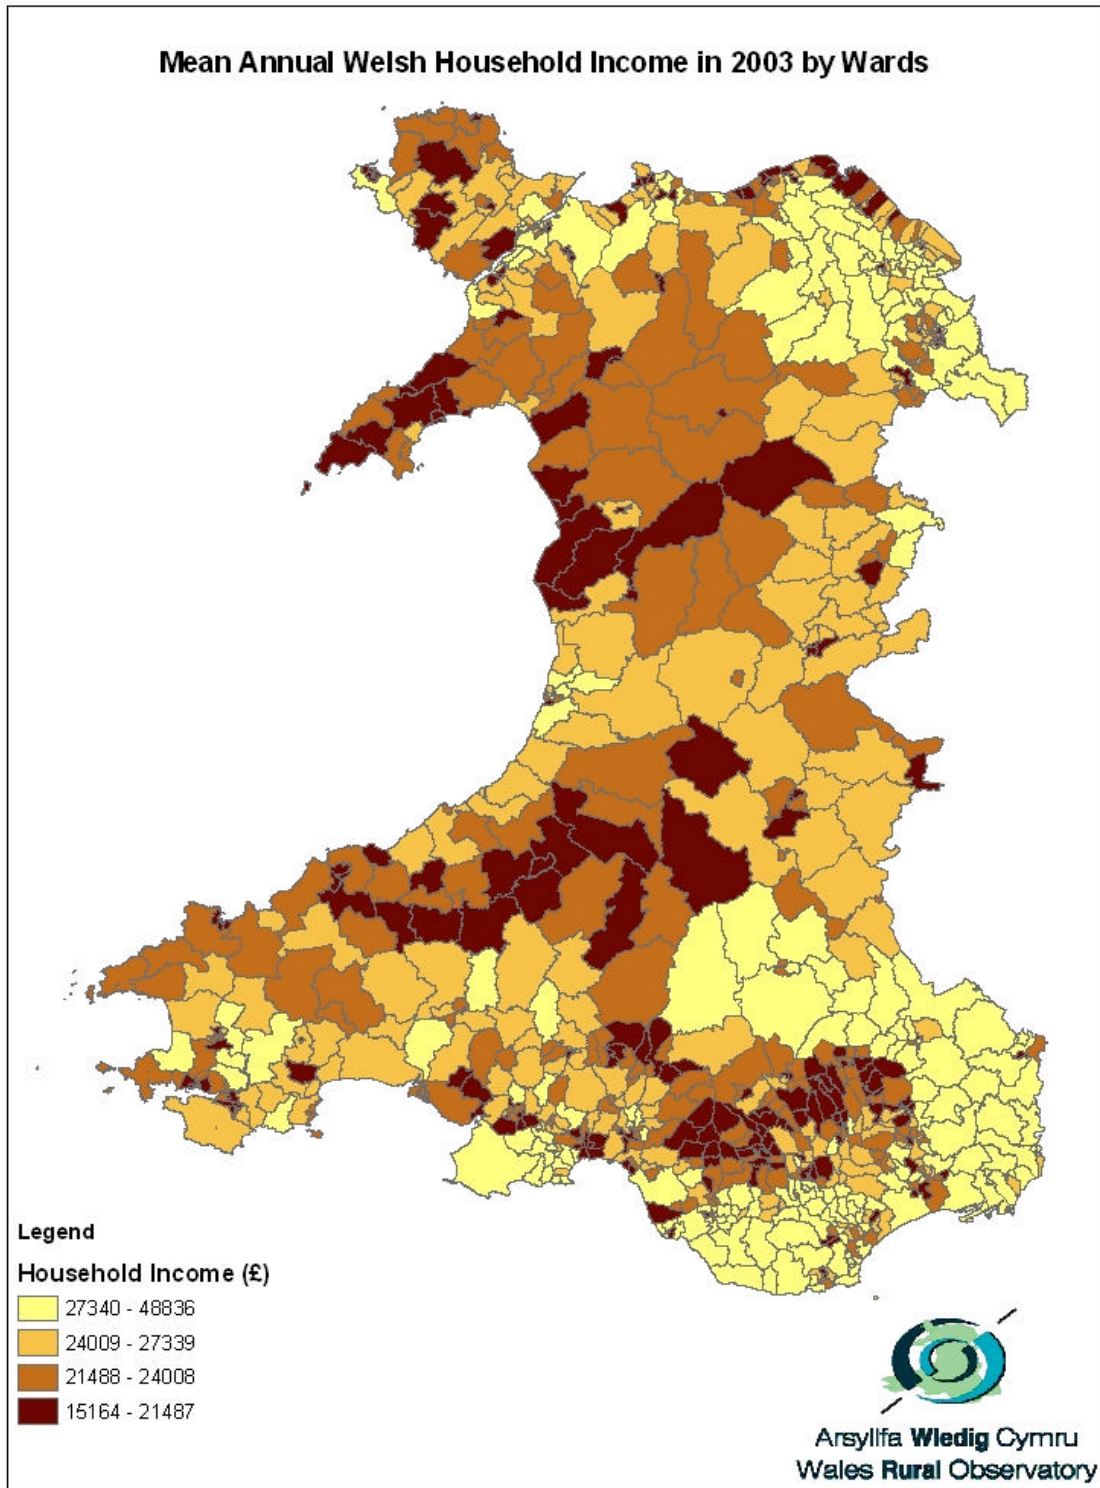 Mean Annual Welsh Household Income in 2003 by Wards
Legend
Household Income (£)
27340 - 48836
24009 - 27339
21488 - 24008
15164 - 21487
Arsyllfa Wledig Cymru
Wales Rural Observatory